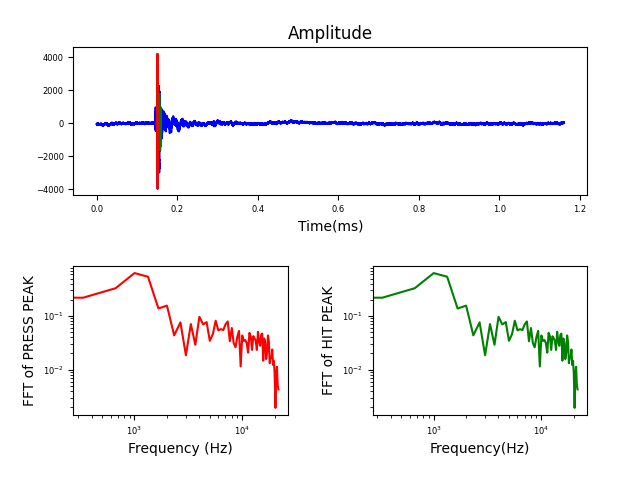 Amplitude
4000
2000
0
−2000
−4000
0.0 0.2 0.4 0.6 0.8 1.0 1.2
Time(ms)
FFT of PRESS PEAK
10⁻¹
10⁻²
10³ 10⁴
Frequency (Hz)
FFT of HIT PEAK
10⁻¹
10⁻²
10³ 10⁴
Frequency(Hz)